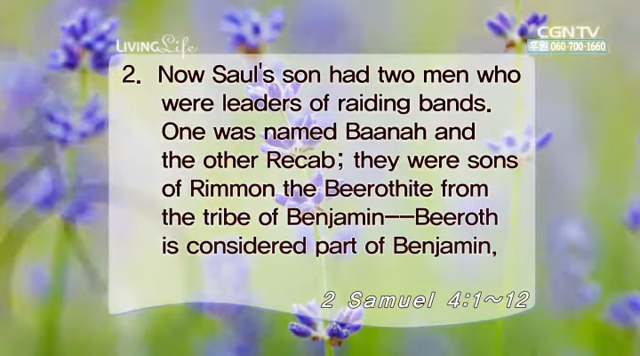 LIVING Life
CGNTV
후원 060-700-1660
2. Now Saul's son had two men who
were leaders of raiding bands.
One was named Baanah and
the other Recab; they were sons
of Rimmon the Beerothite from
the tribe of Benjamin--Beeroth
is considered part of Benjamin,
2 Samuel 4:1~12